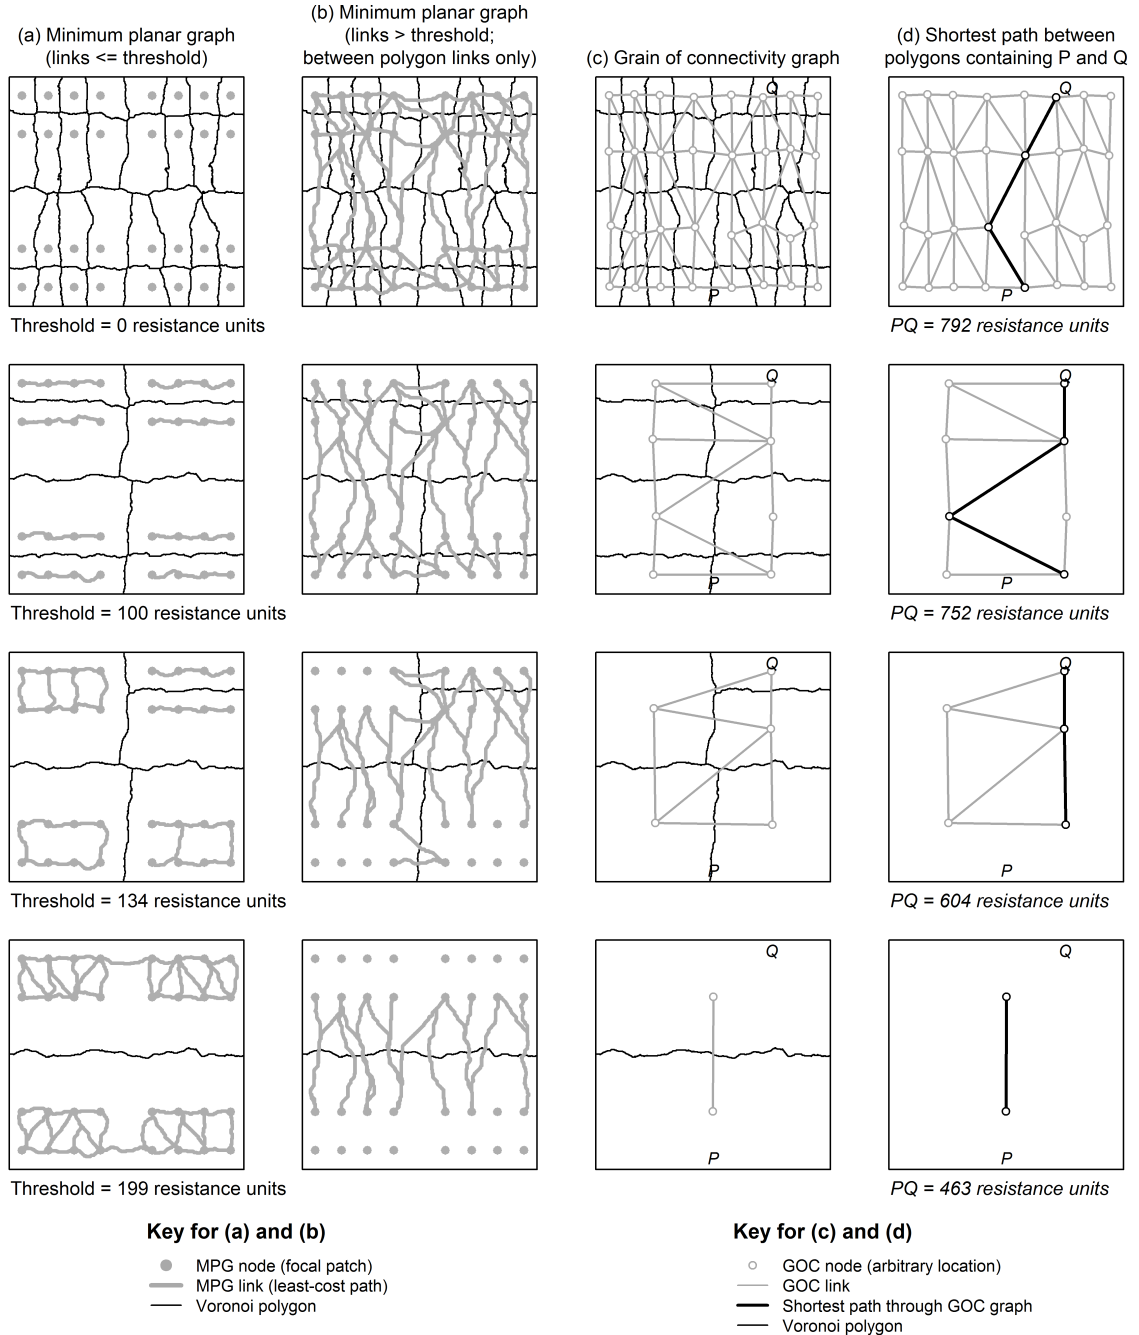 (a) Minimum planar graph
(links <= threshold)
(b) Minimum planar graph
(links > threshold;
between polygon links only)
(c) Grain of connectivity graph
(d) Shortest path between
polygons containing P and Q
Q
P
Q
P
Threshold = 0 resistance units
PQ = 792 resistance units
Q
P
Q
P
Threshold = 100 resistance units
PQ = 752 resistance units
Q
P
Q
P
Threshold = 134 resistance units
PQ = 604 resistance units
Q
P
Q
P
Threshold = 199 resistance units
PQ = 463 resistance units
Key for (a) and (b)
MPG node (focal patch)
MPG link (least-cost path)
Voronoi polygon
Key for (c) and (d)
GOC node (arbitrary location)
GOC link
Shortest path through GOC graph
Voronoi polygon